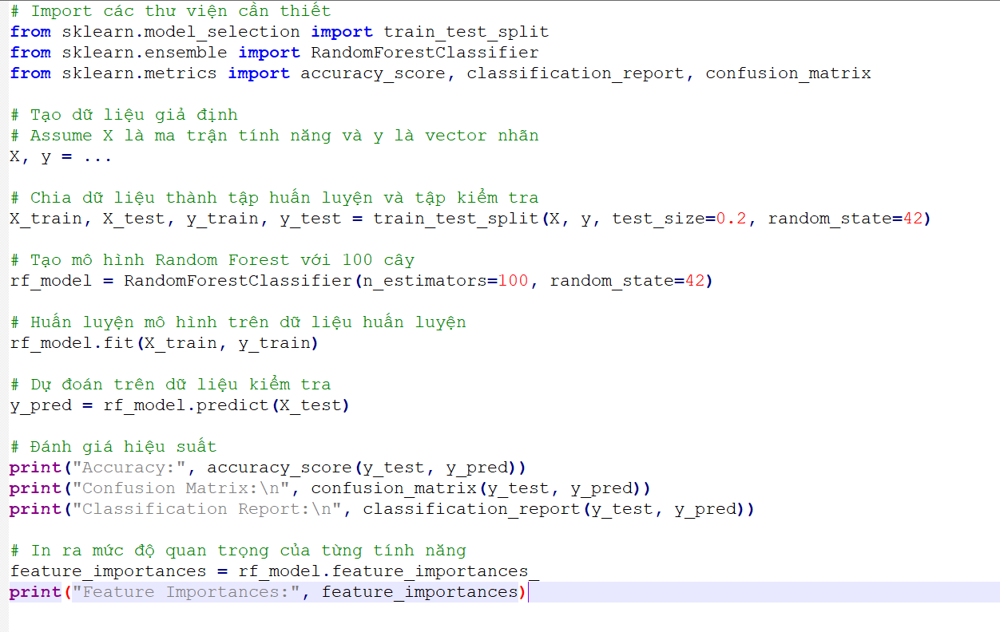 # Import các thư viện cần thiết
from sklearn.model_selection import train_test_split
from sklearn.ensemble import RandomForestClassifier
from sklearn.metrics import accuracy_score, classification_report, confusion_matrix
# Tạo dữ liệu giả định
# Assume X là ma trận tính năng và y là vector nhãn
X, y = ...
# Chia dữ liệu thành tập huấn luyện và tập kiểm tra
X_train, X_test, y_train, y_test = train_test_split(X, y, test_size=0.2, random_state=42)
# Tạo mô hình Random Forest với 100 cây
rf_model = RandomForestClassifier(n_estimators=100, random_state=42)
# Huấn luyện mô hình trên dữ liệu huấn luyện
rf_model.fit(X_train, y_train)
# Dự đoán trên dữ liệu kiểm tra
y_pred = rf_model.predict(X_test)
# Đánh giá hiệu suất
print("Accuracy:", accuracy_score(y_test, y_pred))
print("Confusion Matrix:\n", confusion_matrix(y_test, y_pred))
print("Classification Report:\n", classification_report(y_test, y_pred))
# In ra mức độ quan trọng của từng tính năng
feature_importances = rf_model.feature_importances_
print("Feature Importances:", feature_importances)